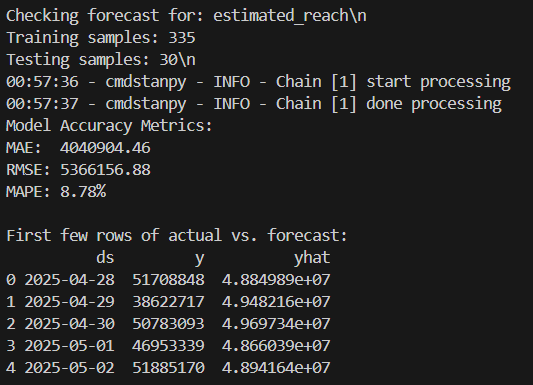 Checking forecast for: estimated_reach\n
Training samples: 335
Testing samples: 30\n
00:57:36 - cmdstanpy - INFO - Chain [1] start processing
00:57:37 - cmdstanpy - INFO - Chain [1] done processing
Model Accuracy Metrics:
MAE:  4040904.46
RMSE: 5366156.88
MAPE: 8.78%

First few rows of actual vs. forecast:
          ds         y          yhat
0 2025-04-28  51708848  4.884989e+07
1 2025-04-29  38622717  4.948216e+07
2 2025-04-30  50783093  4.969734e+07
3 2025-05-01  46953339  4.866039e+07
4 2025-05-02  51885170  4.894164e+07